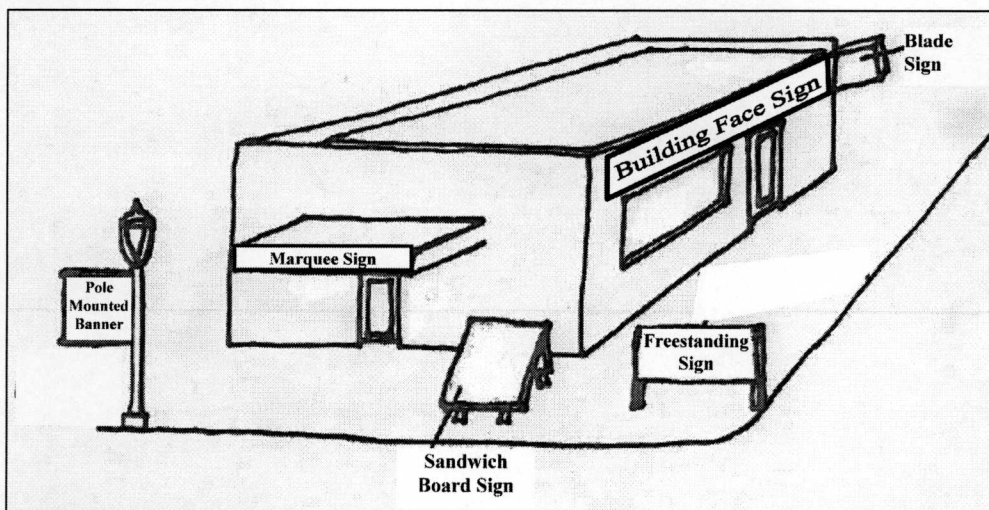 Blade
Sign
Building Face Sign
Marquee Sign
Pole
Mounted
Banner
Freestanding
Sign
Sandwich
Board Sign